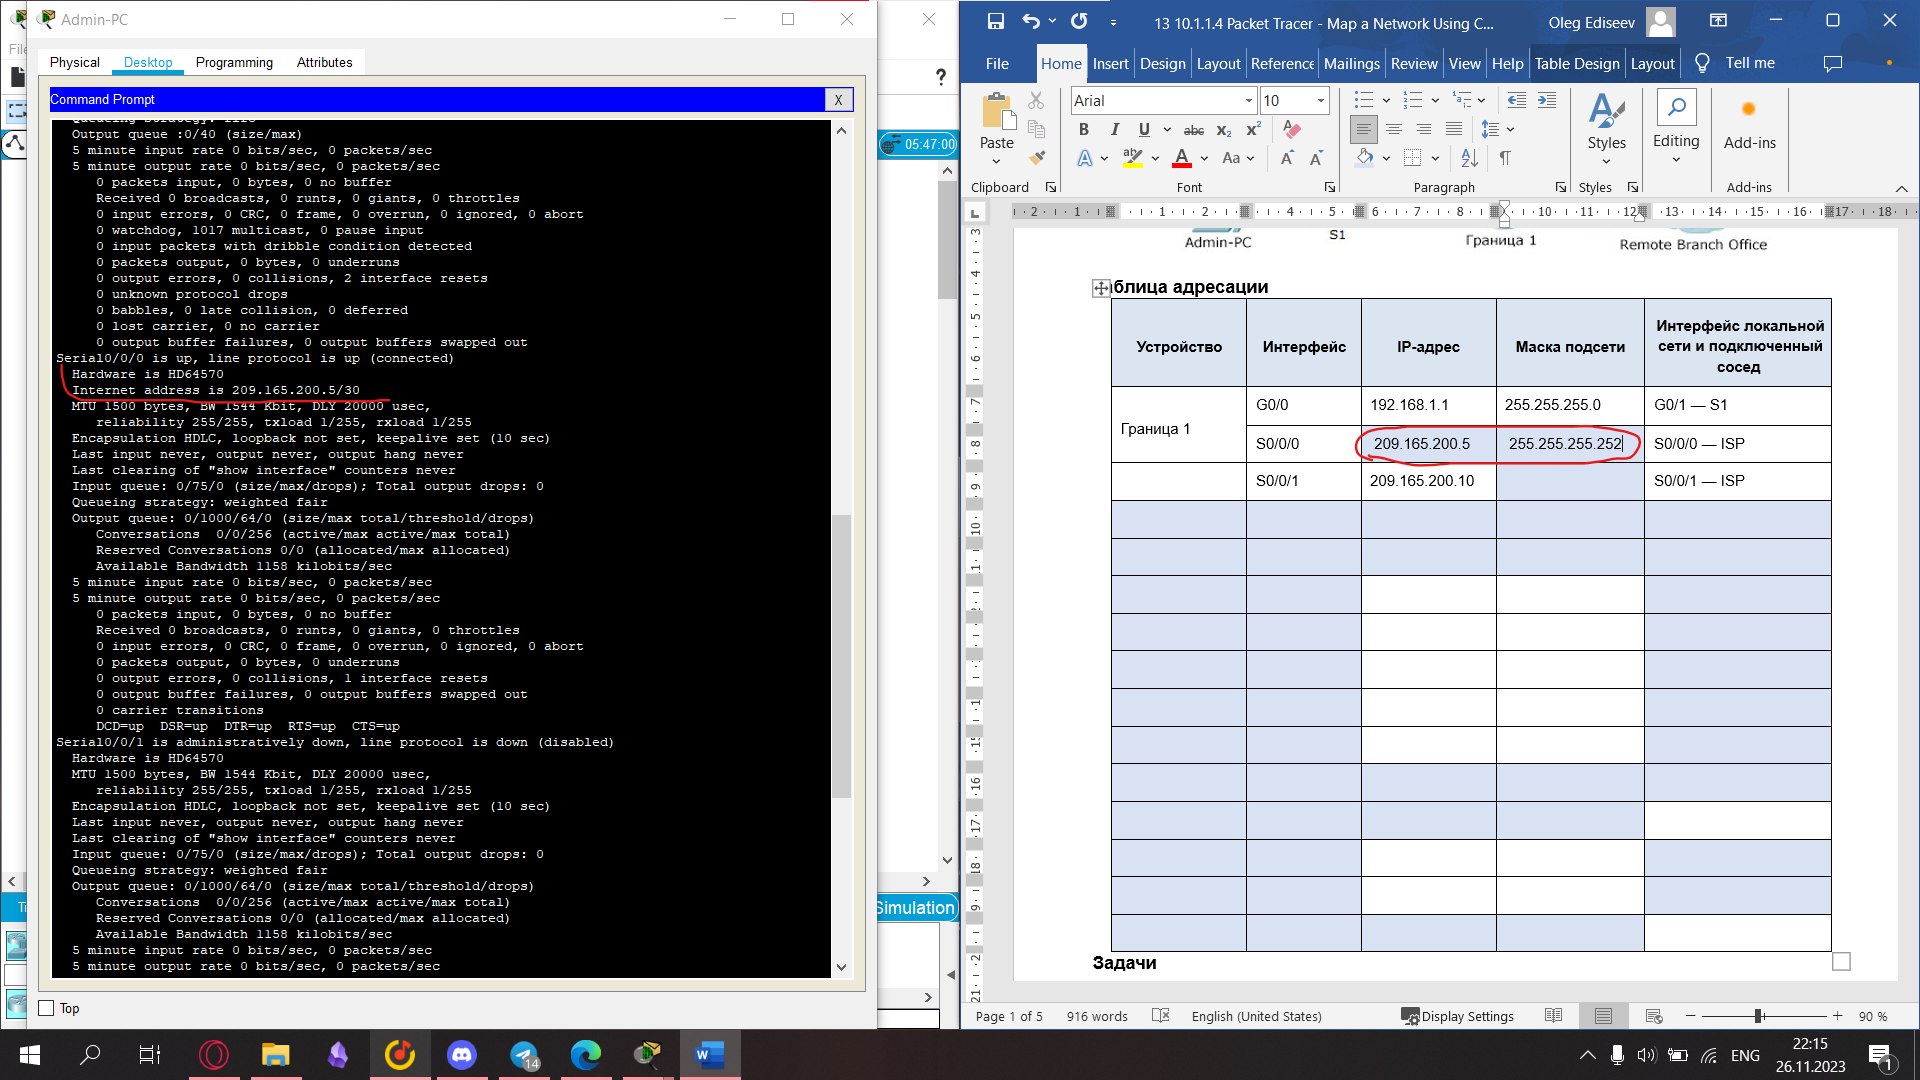 Admin-PC
Physical
Desktop
Programming
Attributes
Command Prompt
X
Output queue :0/40 (size/max)
5 minute input rate 0 bits/sec, 0 packets/sec
5 minute output rate 0 bits/sec, 0 packets/sec
0 packets input, 0 bytes, 0 no buffer
Received 0 broadcasts, 0 runts, 0 giants, 0 throttles
0 input errors, 0 CRC, 0 frame, 0 overrun, 0 ignored, 0 abort
0 watchdog, 1017 multicast, 0 pause input
0 input packets with dribble condition detected
0 packets output, 0 bytes, 0 underruns
0 output errors, 0 collisions, 2 interface resets
0 unknown protocol drops
0 babbles, 0 late collision, 0 deferred
0 lost carrier, 0 no carrier
0 output buffer failures, 0 output buffers swapped out
Serial0/0/0 is up, line protocol is up (connected)
Hardware is HD64570
Internet address is 209.165.200.5/30
MTU 1500 bytes, BW 1544 Kbit, DLY 20000 usec,
reliability 255/255, txload 1/255, rxload 1/255
Encapsulation HDLC, loopback not set, keepalive set (10 sec)
Last input never, output never, output hang never
Last clearing of "show interface" counters never
Input queue: 0/75/0 (size/max/drops); Total output drops: 0
Queueing strategy: weighted fair
Output queue: 0/1000/64/0 (size/max total/threshold/drops)
Conversations 0/0/256 (active/max active/max total)
Reserved Conversations 0/0 (allocated/max allocated)
Available Bandwidth 1158 kilobits/sec
5 minute input rate 0 bits/sec, 0 packets/sec
5 minute output rate 0 bits/sec, 0 packets/sec
0 packets input, 0 bytes, 0 no buffer
Received 0 broadcasts, 0 runts, 0 giants, 0 throttles
0 input errors, 0 CRC, 0 frame, 0 overrun, 0 ignored, 0 abort
0 packets output, 0 bytes, 0 underruns
0 output errors, 0 collisions, 1 interface resets
0 output buffer failures, 0 output buffers swapped out
0 carrier transitions
DCD=up DSR=up DTR=up RTS=up CTS=up
Serial0/0/1 is administratively down, line protocol is down (disabled)
Hardware is HD64570
MTU 1500 bytes, BW 1544 Kbit, DLY 20000 usec,
reliability 255/255, txload 1/255, rxload 1/255
Encapsulation HDLC, loopback not set, keepalive set (10 sec)
Last input never, output never, output hang never
Last clearing of "show interface" counters never
Input queue: 0/75/0 (size/max/drops); Total output drops: 0
Queueing strategy: weighted fair
Output queue: 0/1000/64/0 (size/max total/threshold/drops)
Conversations 0/0/256 (active/max active/max total)
Reserved Conversations 0/0 (allocated/max allocated)
Available Bandwidth 1158 kilobits/sec
5 minute input rate 0 bits/sec, 0 packets/sec
5 minute output rate 0 bits/sec, 0 packets/sec
Top
?
05:47:00
Simulation
13 10.1.1.4 Packet Tracer - Map a Network Using C...
Oleg Ediseev
File
Home
Insert
Design
Layout
Reference
Mailings
Review
View
Help
Table Design
Layout
Tell me
Paste
Clipboard
Arial
10
Font
Paragraph
Styles
Styles
Editing
Add-ins
Add-ins
Admin-PC
S1
Граница 1
Remote Branch Office
блица адресации
Устройство
Интерфейс
IP-адрес
Маска подсети
Интерфейс локальной
сети и подключенный
сосед
Граница 1
G0/0
192.168.1.1
255.255.255.0
G0/1 — S1
S0/0/0
209.165.200.5
255.255.255.252
S0/0/0 — ISP
S0/0/1
209.165.200.10
S0/0/1 — ISP
Задачи
Page 1 of 5
916 words
English (United States)
Display Settings
90 %
14
ENG
22:15
26.11.2023
1